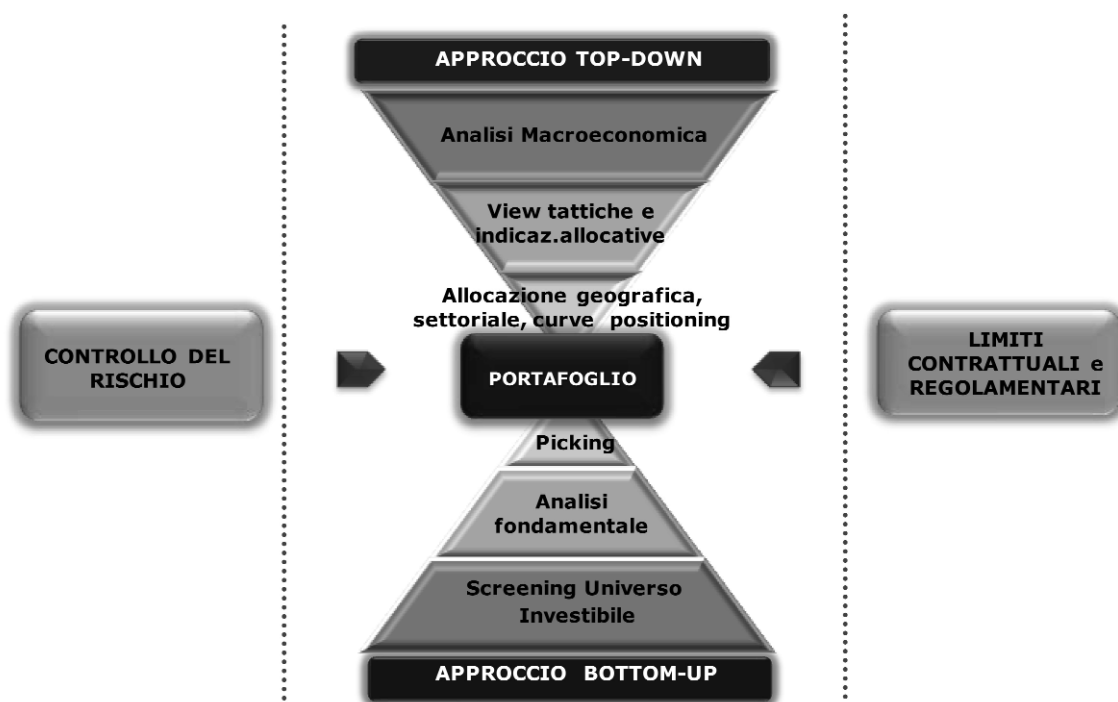 APPROCCIO TOP-DOWN
Analisi Macroeconomica
View tattiche e
indicaz.allocative
Allocazione geografica,
settoriale, curve positioning
CONTROLLO DEL
RISCHIO
PORTAFOGLIO
LIMITI
CONTRATTUALI e
REGOLAMENTARI
Picking
Analisi
fondamentale
Screening Universo
Investibile
APPROCCIO BOTTOM-UP